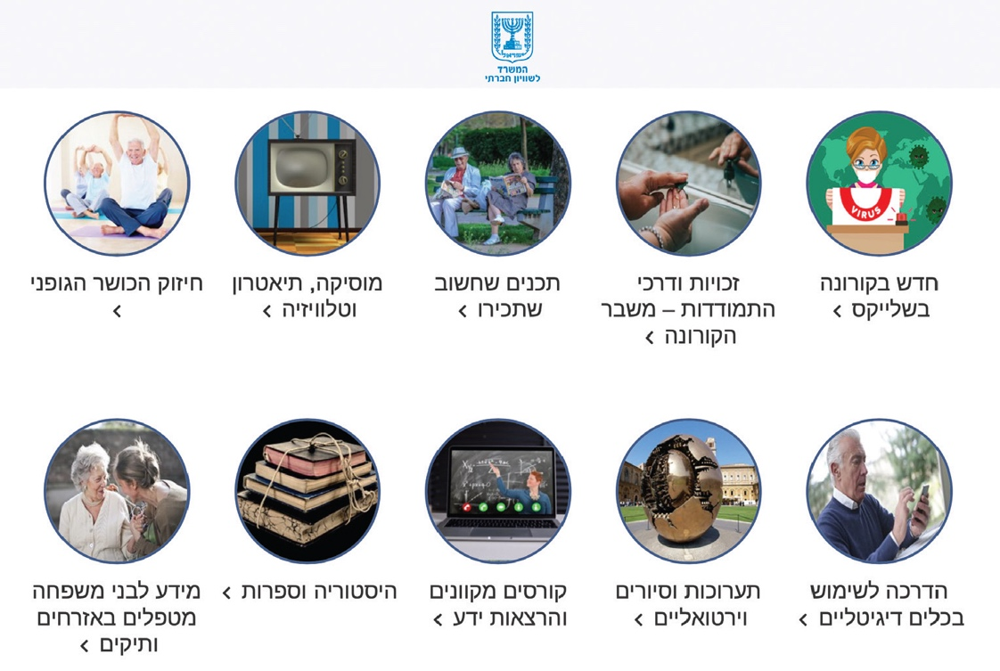 ישראל
המשרד
לשוויון חברתי
VIRUS
חדש בקורונה
בשלייקס >
זכויות ודרכי
התמודדות – משבר
הקורונה >
תכנים שחשוב
שתכירו >
מוסיקה, תיאטרון
וטלוויזיה >
חיזוק הכושר הגופני
>
הדרכה לשימוש
בכלים דיגיטליים >
תערוכות וסיורים
וירטואליים >
קורסים מקוונים
והרצאות ידע >
היסטוריה וספרות >
מידע לבני משפחה
מטפלים באזרחים
ותיקים >